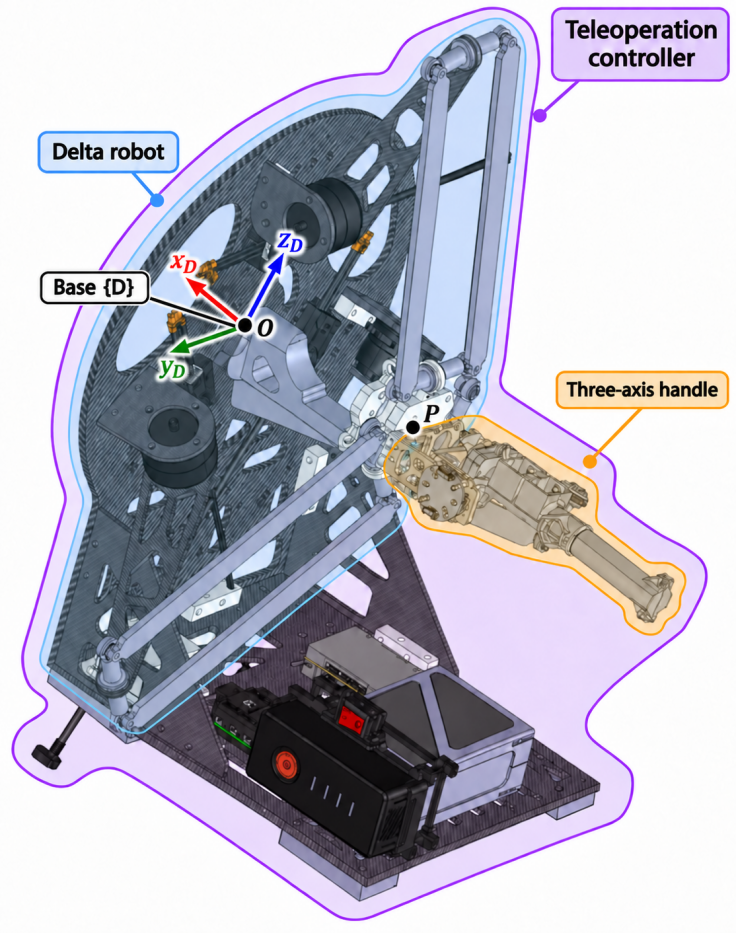 Teleoperation
controller
Delta robot
z_D
x_D
Base {D}
O
y_D
Three-axis handle
P